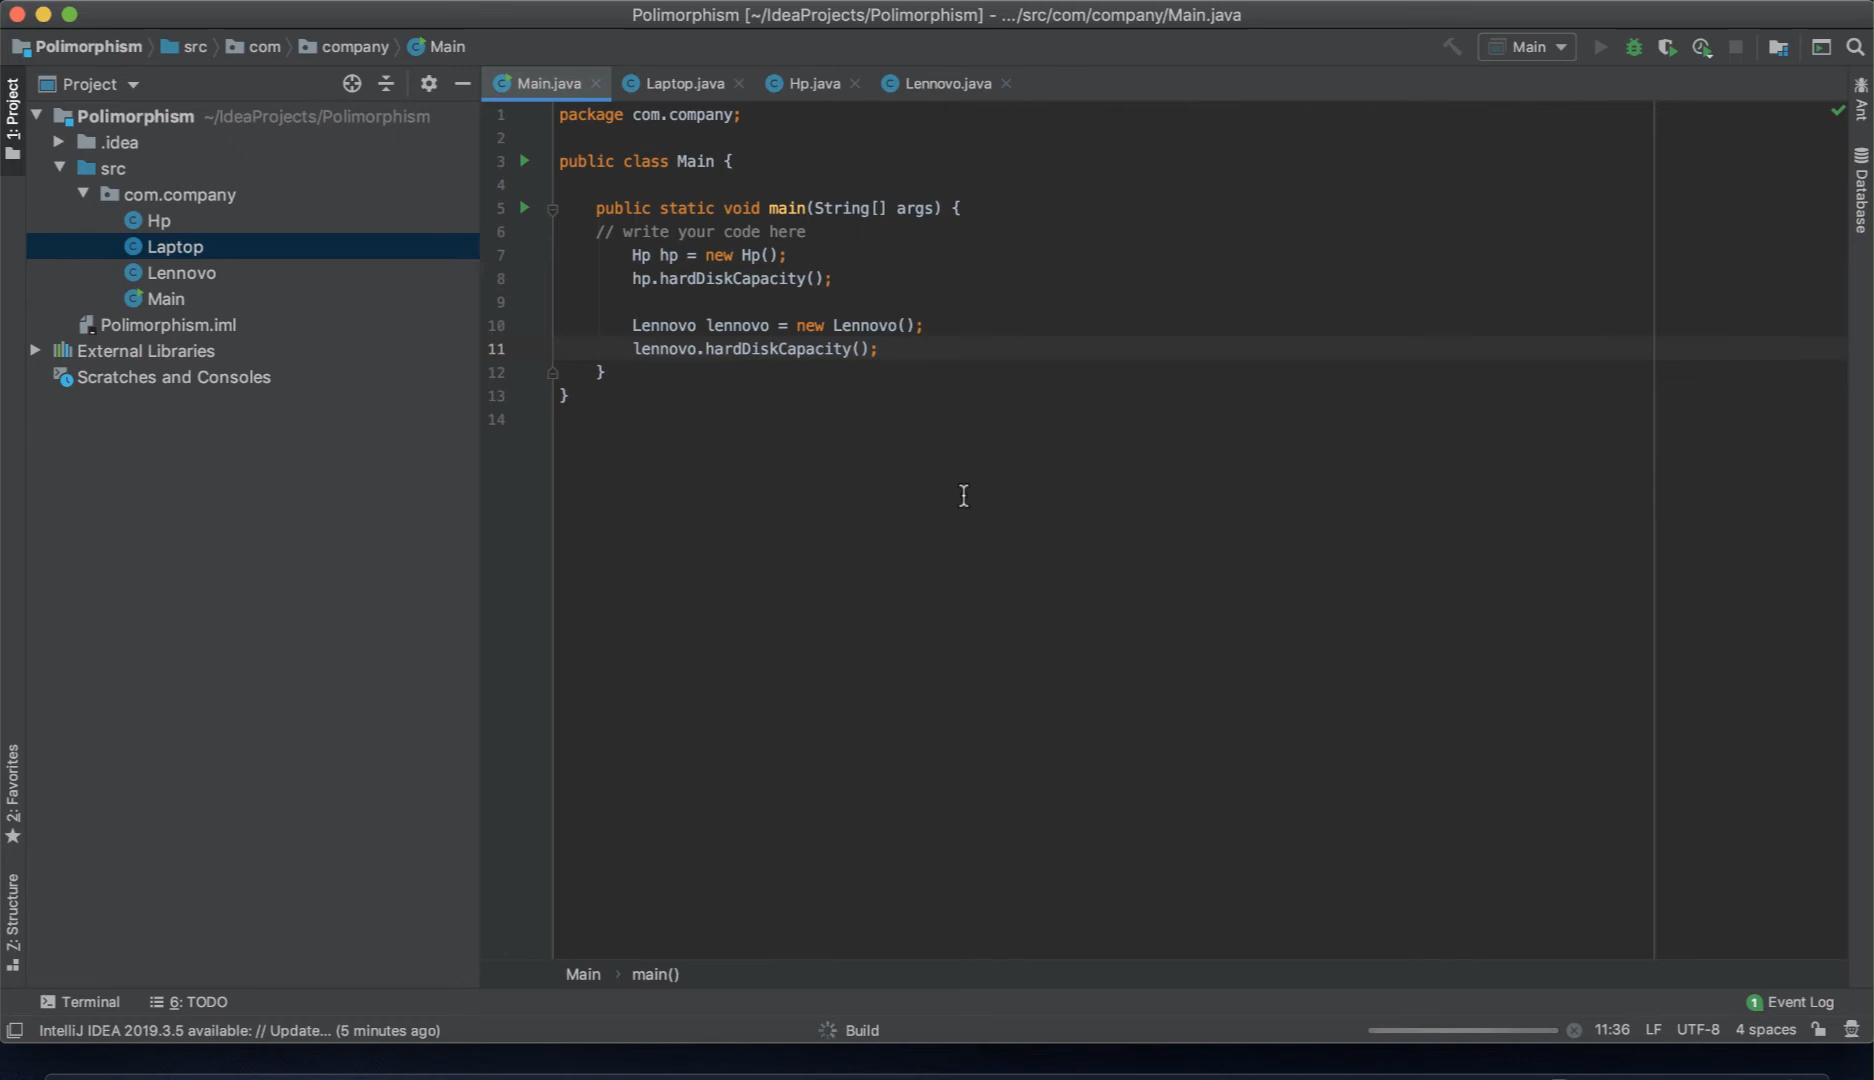 Polimorphism [~/IdeaProjects/Polimorphism] - .../src/com/company/Main.java
Polimorphism src com company Main
Main
1: Project
Project
Main.java Laptop.java Hp.java Lennovo.java
Polimorphism ~/IdeaProjects/Polimorphism
.idea
src
com.company
Hp
Laptop
Lennovo
Main
Polimorphism.iml
External Libraries
Scratches and Consoles
1 package com.company;
2
3 public class Main {
4
5 public static void main(String[] args) {
6 // write your code here
7 Hp hp = new Hp();
8 hp.hardDiskCapacity();
9
10 Lennovo lennovo = new Lennovo();
11 lennovo.hardDiskCapacity();
12 }
13 }
14
Ant
Database
2: Favorites
Z: Structure
Main main()
Terminal 6: TODO
1 Event Log
IntelliJ IDEA 2019.3.5 available: // Update... (5 minutes ago) Build 11:36 LF UTF-8 4 spaces